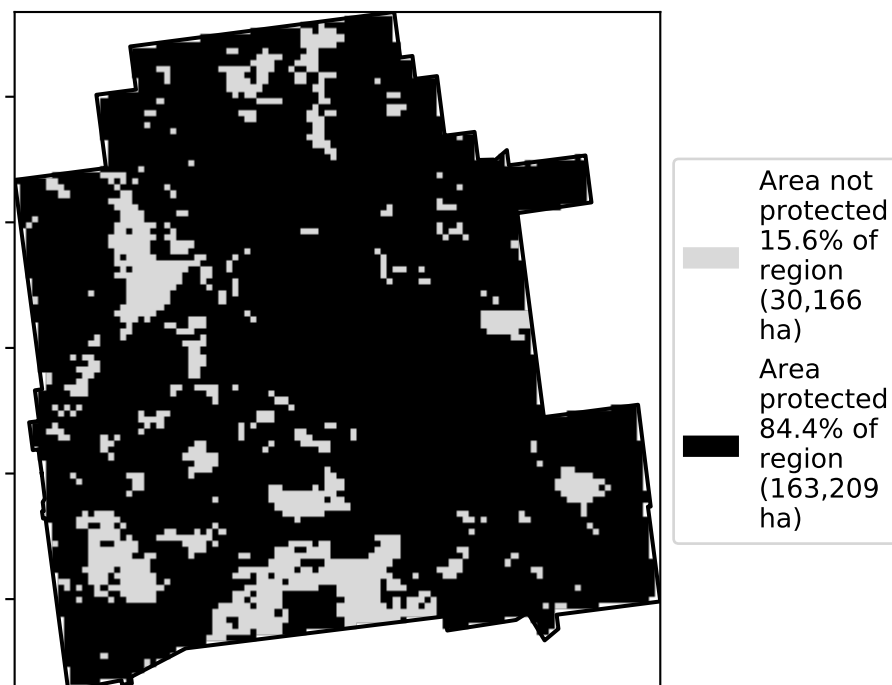 Area not
protected
15.6% of
region
(30,166
ha)
Area
protected
84.4% of
region
(163,209
ha)